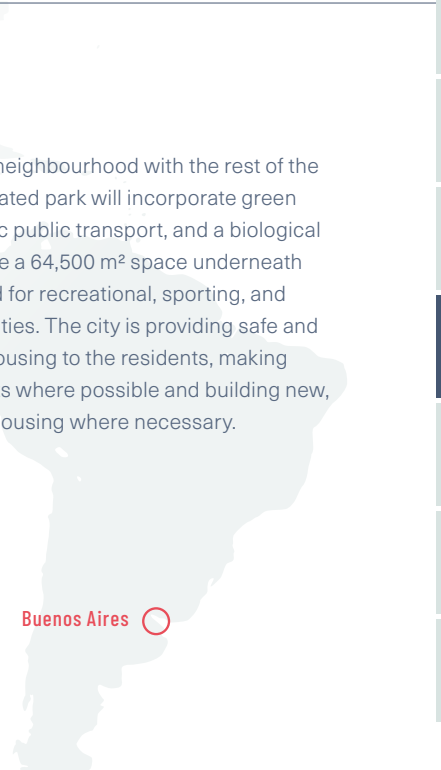 neighbourhood with the rest of the
ated park will incorporate green
c public transport, and a biological
e a 64,500 m² space underneath
d for recreational, sporting, and
ties. The city is providing safe and
ousing to the residents, making
s where possible and building new,
ousing where necessary.
Buenos Aires